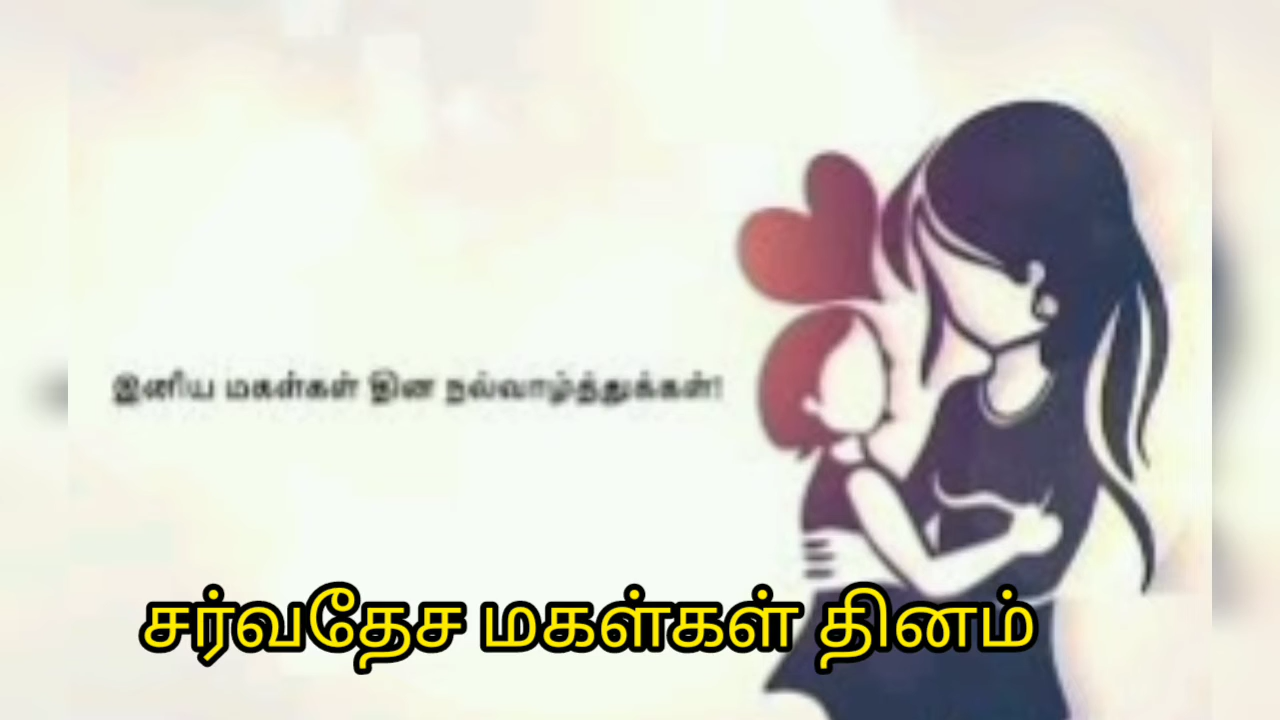 இனிய மகள்கள் தின நல்வாழ்த்துக்கள்!
சர்வதேச மகள்கள் தினம்